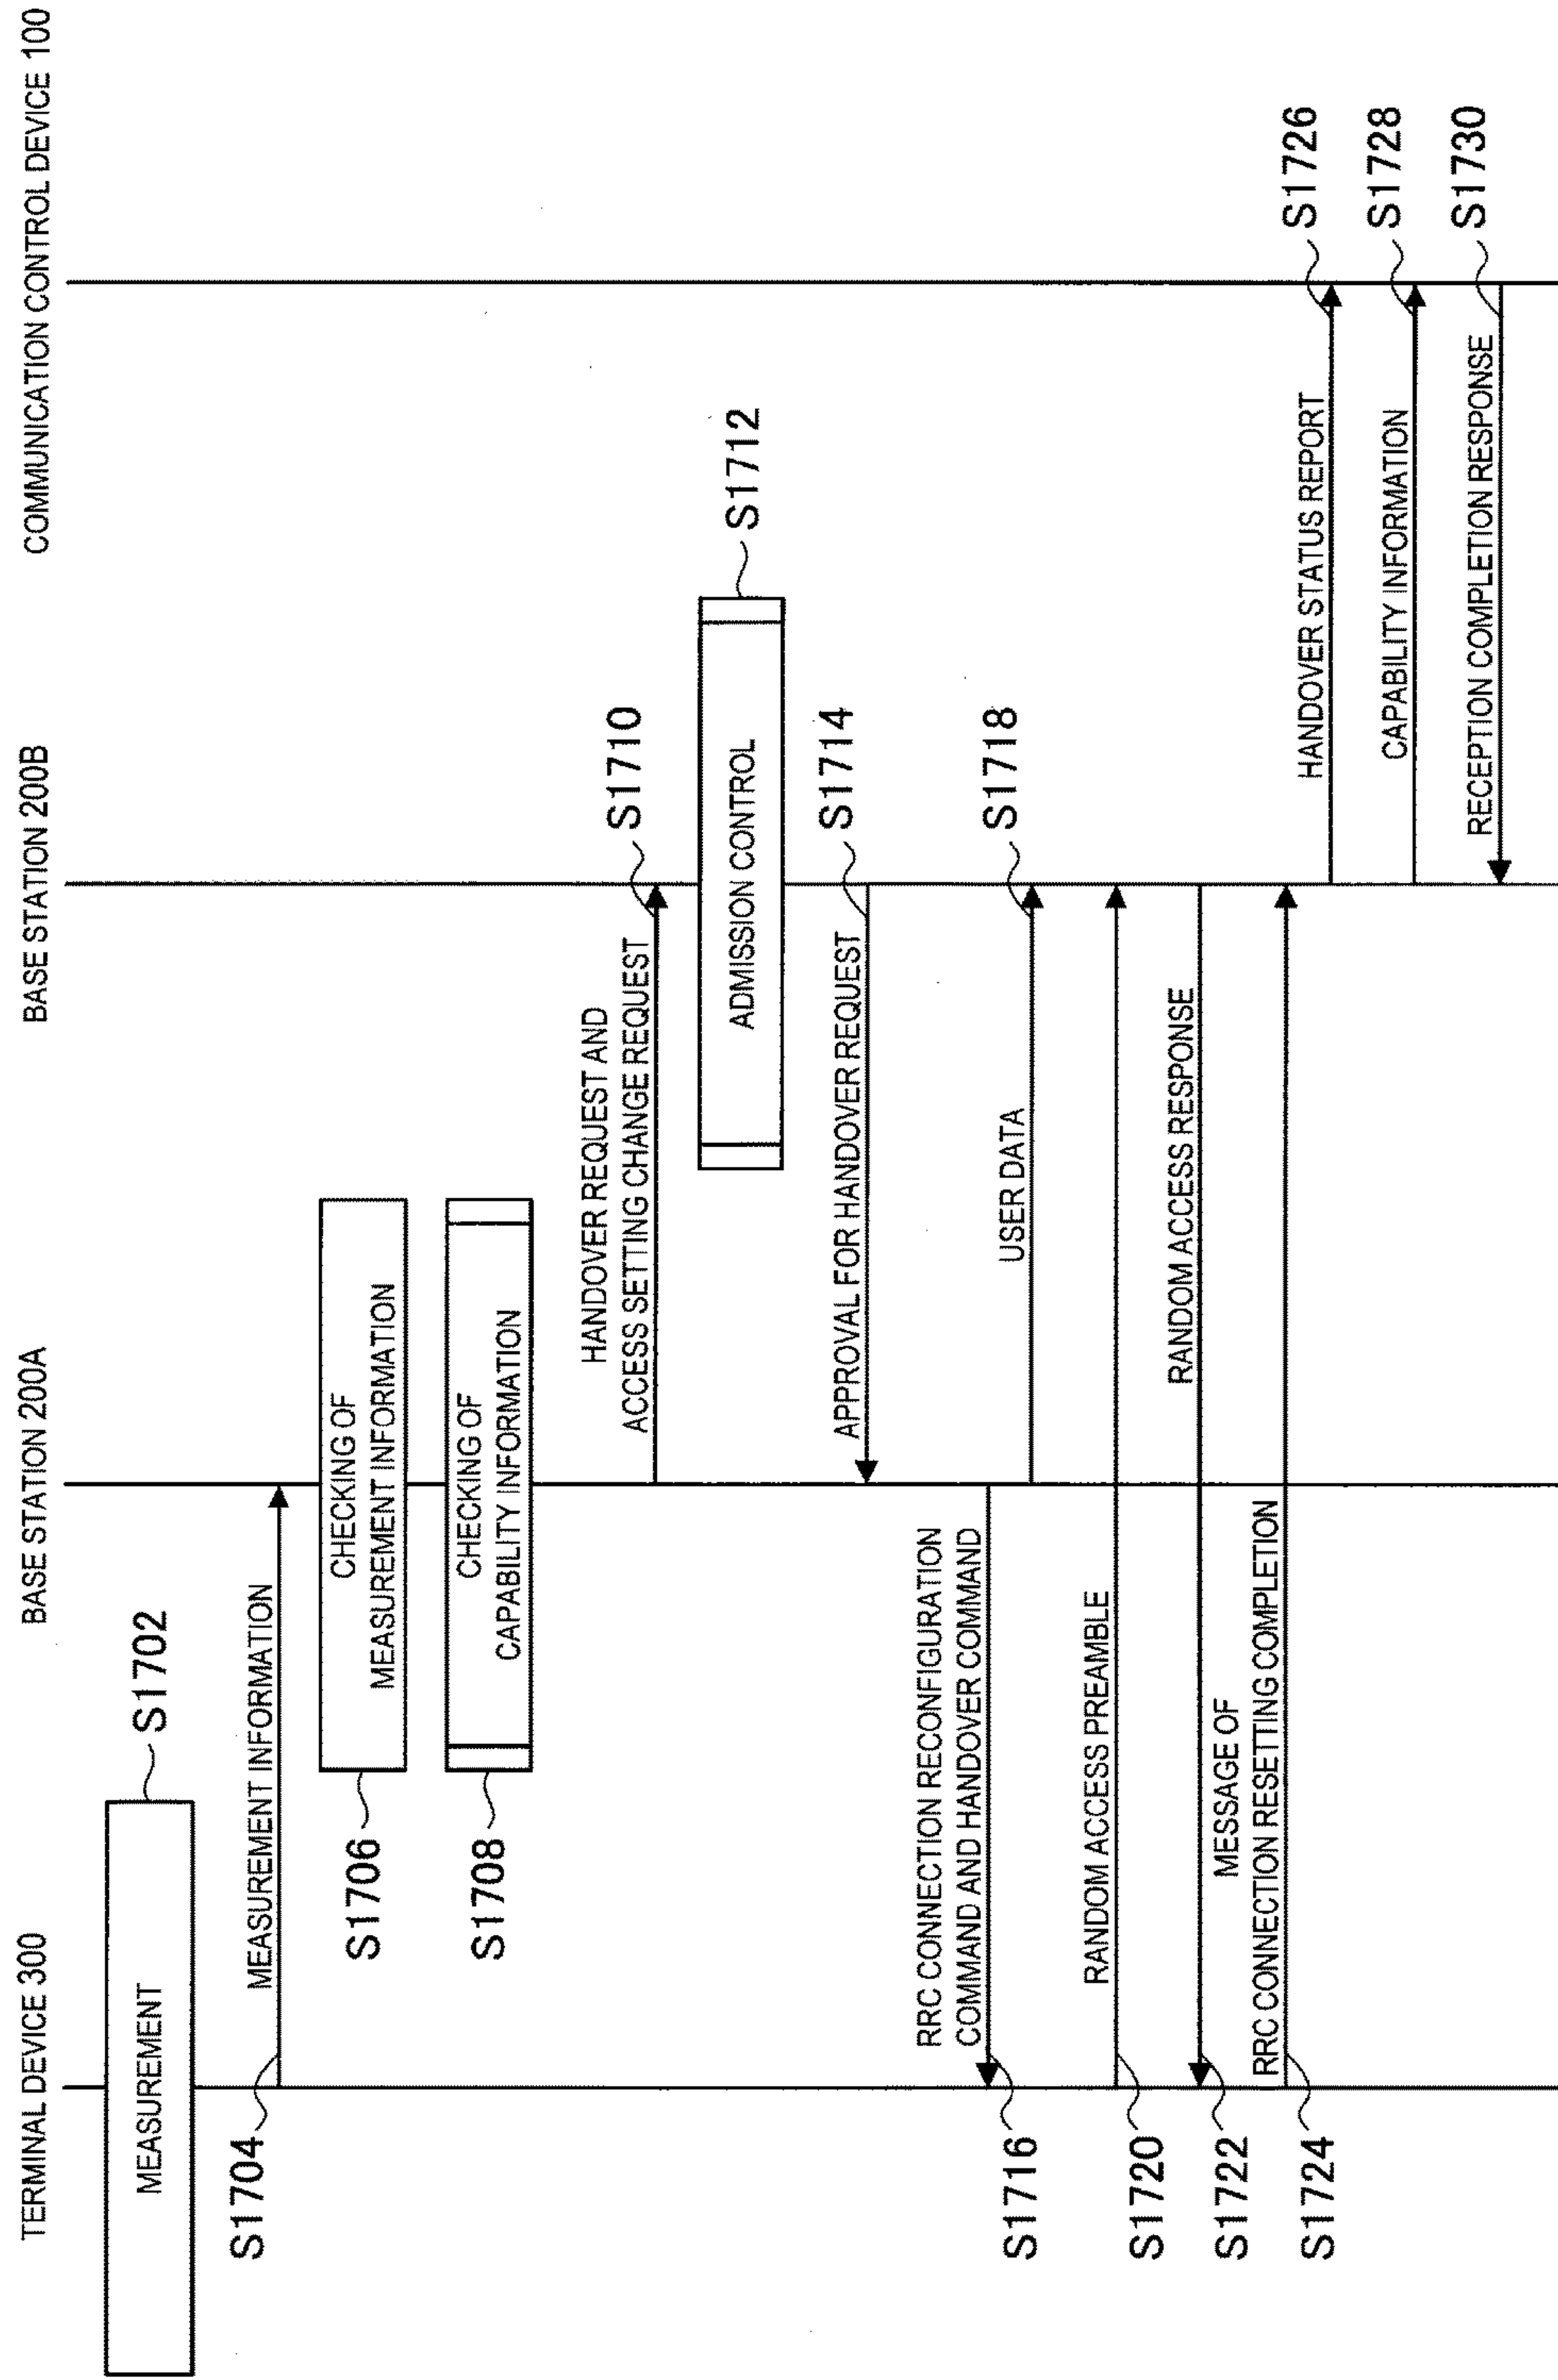 TERMINAL DEVICE 300
BASE STATION 200A
BASE STATION 200B
COMMUNICATION CONTROL DEVICE 100
MEASUREMENT
S1702
S1704
MEASUREMENT INFORMATION
S1706
CHECKING OF
MEASUREMENT INFORMATION
S1708
CHECKING OF
CAPABILITY INFORMATION
HANDOVER REQUEST AND
ACCESS SETTING CHANGE REQUEST
S1710
ADMISSION CONTROL
S1712
APPROVAL FOR HANDOVER REQUEST
S1714
RRC CONNECTION RECONFIGURATION
COMMAND AND HANDOVER COMMAND
S1716
USER DATA
S1718
RANDOM ACCESS PREAMBLE
S1720
RANDOM ACCESS RESPONSE
S1722
MESSAGE OF
RRC CONNECTION RESETTING COMPLETION
S1724
HANDOVER STATUS REPORT
S1726
CAPABILITY INFORMATION
S1728
RECEPTION COMPLETION RESPONSE
S1730